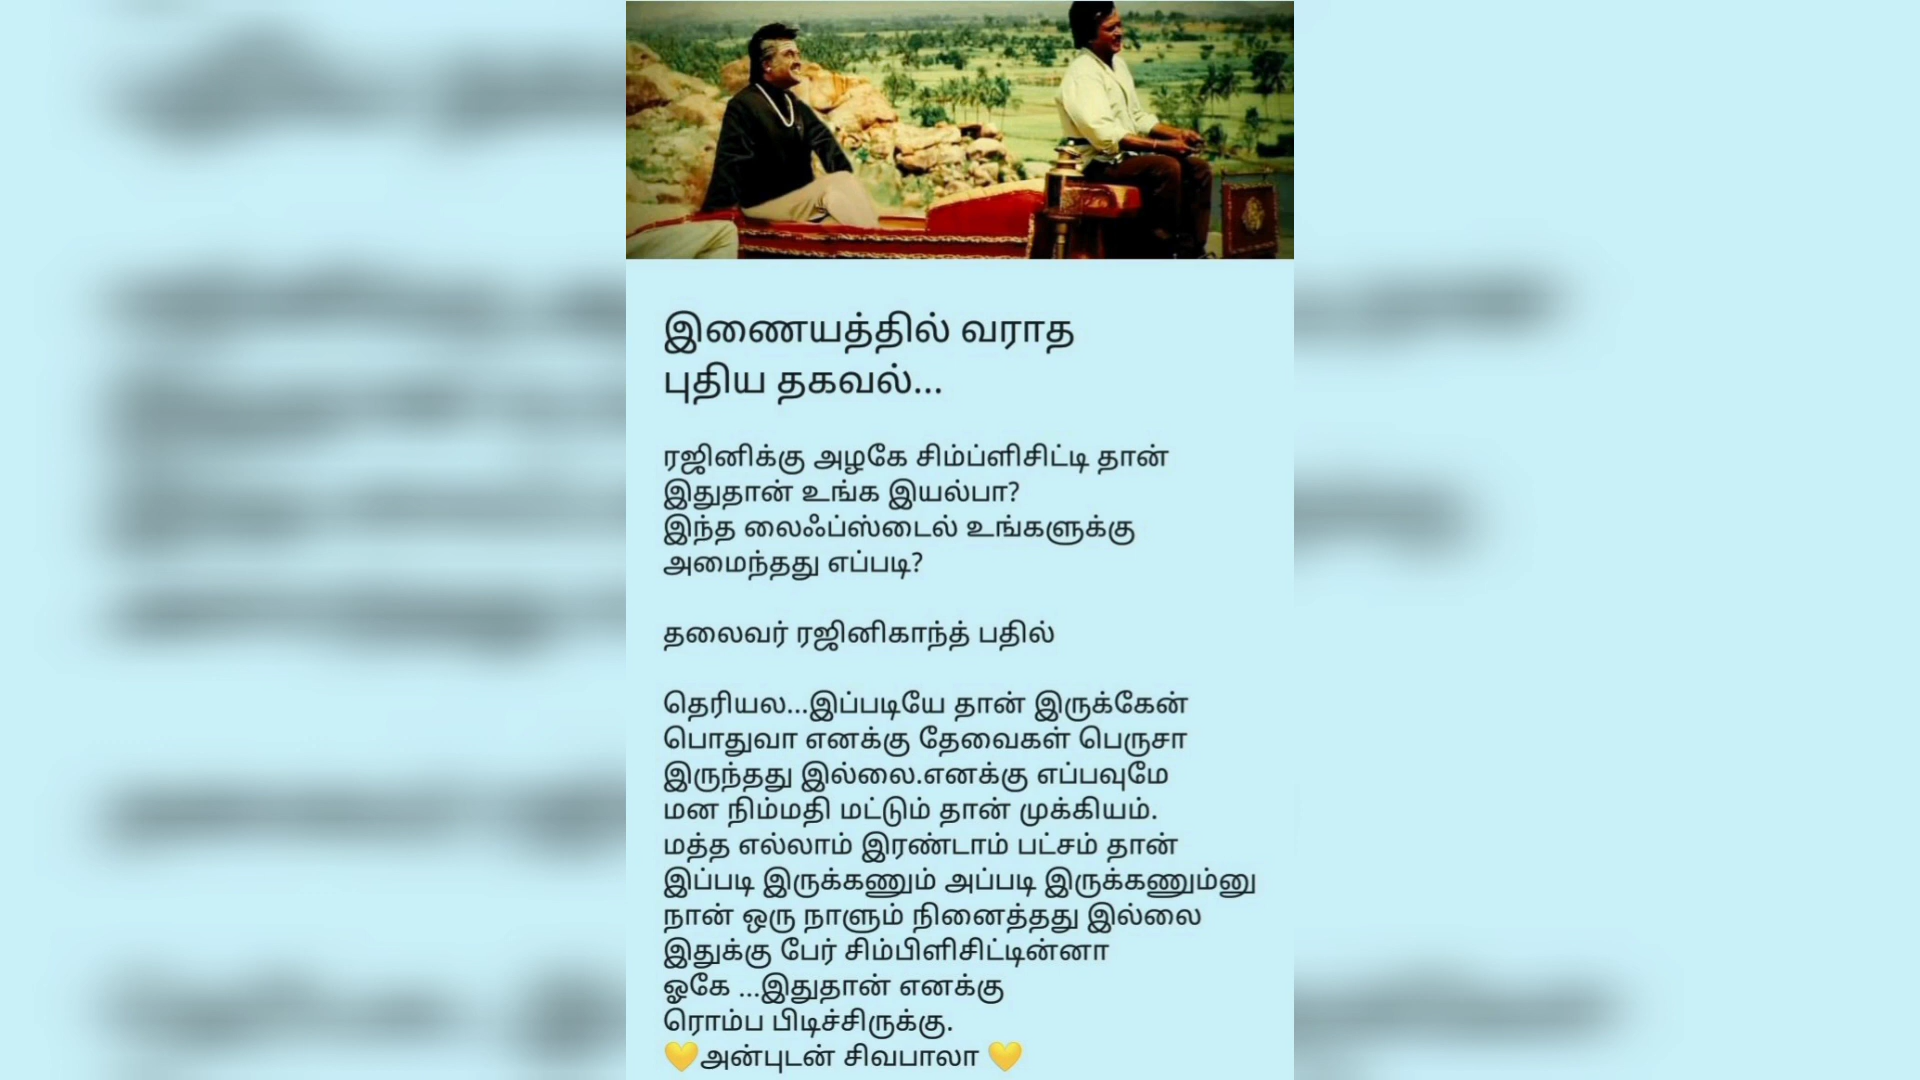 இணையத்தில் வராத
புதிய தகவல்...
ரஜினிக்கு அழகே சிம்ப்ளிசிட்டி தான்
இதுதான் உங்க இயல்பா?
இந்த லைஃப்ஸ்டைல் உங்களுக்கு
அமைந்தது எப்படி?
தலைவர் ரஜினிகாந்த் பதில்
தெரியல...இப்படியே தான் இருக்கேன்
பொதுவா எனக்கு தேவைகள் பெருசா
இருந்தது இல்லை.எனக்கு எப்பவுமே
மன நிம்மதி மட்டும் தான் முக்கியம்.
மத்த எல்லாம் இரண்டாம் பட்சம் தான்
இப்படி இருக்கணும் அப்படி இருக்கணும்னு
நான் ஒரு நாளும் நினைத்தது இல்லை
இதுக்கு பேர் சிம்பிளிசிட்டின்னா
ஓகே ...இதுதான் எனக்கு
ரொம்ப பிடிச்சிருக்கு.
💛அன்புடன் சிவபாலா 💛